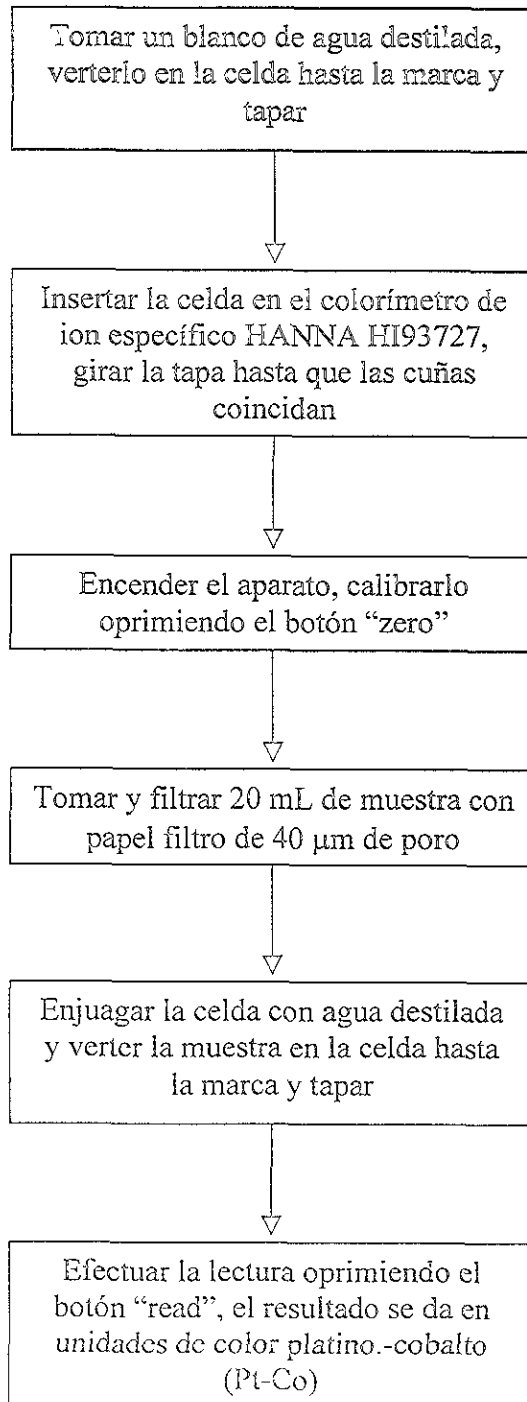 Tomar un blanco de agua destilada,
verterlo en la celda hasta la marca y
tapar
Insertar la celda en el colorímetro de
ion específico HANNA HI93727,
girar la tapa hasta que las cuñas
coincidan
Encender el aparato, calibrarlo
oprimiendo el botón “zero”
Tomar y filtrar 20 mL de muestra con
papel filtro de 40 µm de poro
Enjuagar la celda con agua destilada
y verter la muestra en la celda hasta
la marca y tapar
Efectuar la lectura oprimiendo el
botón “read”, el resultado se da en
unidades de color platino.-cobalto
(Pt-Co)